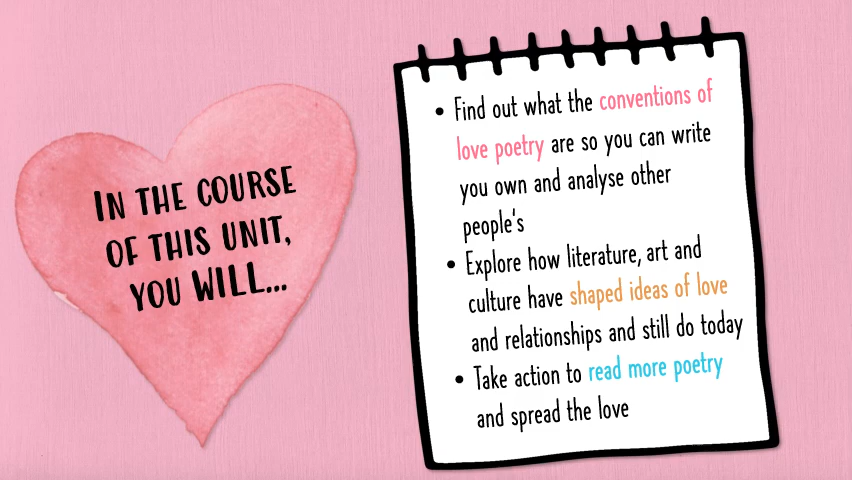 IN THE COURSE
OF THIS UNIT,
YOU WILL...
• Find out what the conventions of
love poetry are so you can write
you own and analyse other
people's
• Explore how literature, art and
culture have shaped ideas of love
and relationships and still do today
• Take action to read more poetry
and spread the love